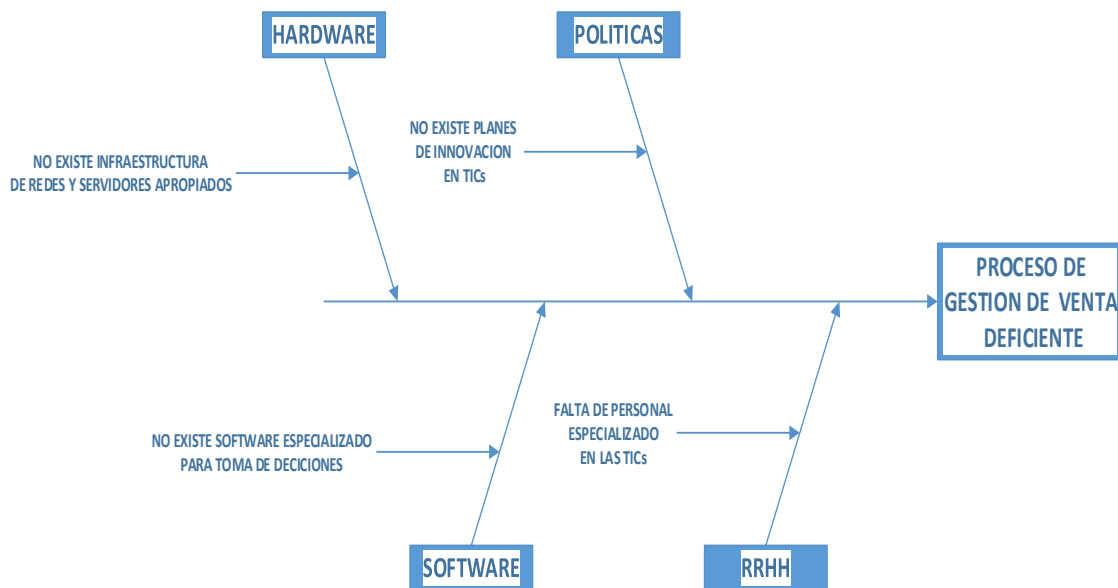 HARDWARE
POLITICAS
NO EXISTE INFRAESTRUCTURA
DE REDES Y SERVIDORES APROPIADOS
NO EXISTE PLANES
DE INNOVACION
EN TICs
PROCESO DE
GESTION DE VENTA
DEFICIENTE
NO EXISTE SOFTWARE ESPECIALIZADO
PARA TOMA DE DECICIONES
FALTA DE PERSONAL
ESPECIALIZADO
EN LAS TICs
SOFTWARE
RRHH